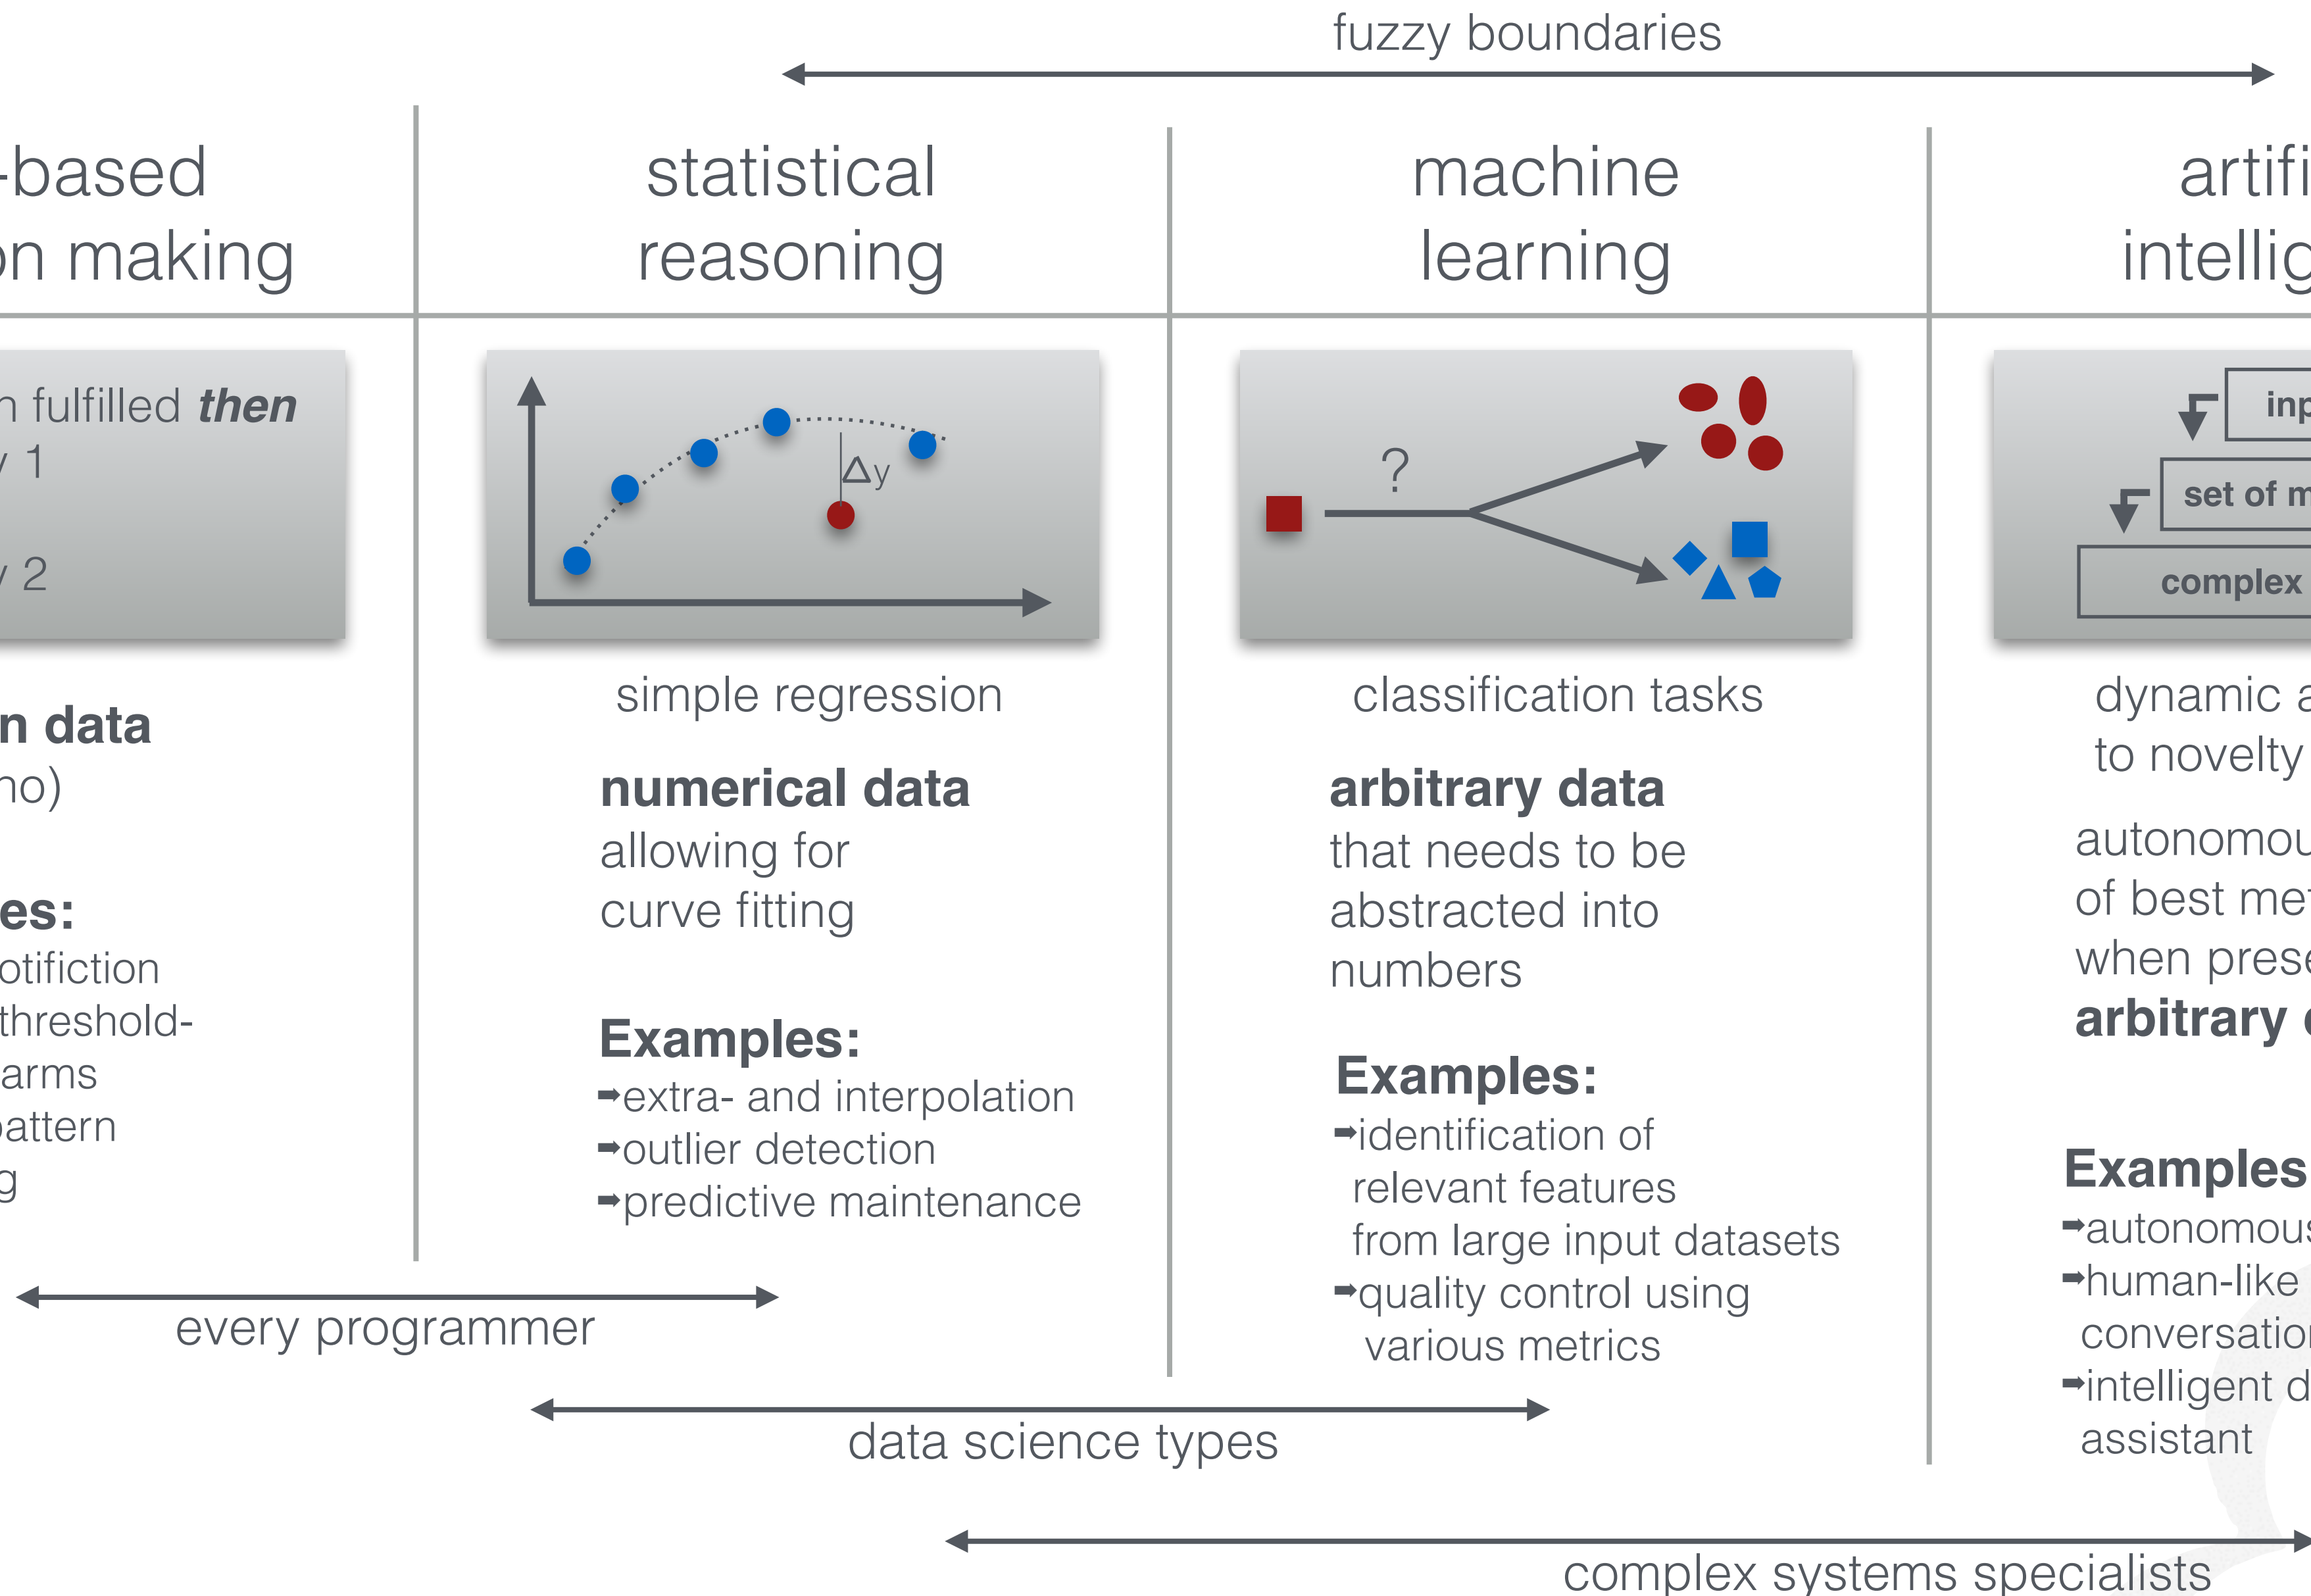 fuzzy boundaries
-based
on making
n fulfilled then
y 1
y 2
n data
no)
es:
otifiction
threshold-
arms
pattern
g
statistical
reasoning
Δy
simple regression
numerical data
allowing for
curve fitting
Examples:
➡extra- and interpolation
➡outlier detection
➡predictive maintenance
machine
learning
?
classification tasks
arbitrary data
that needs to be
abstracted into
numbers
Examples:
➡identification of
relevant features
from large input datasets
➡quality control using
various metrics
artifi
intellig
inp
set of m
complex
dynamic a
to novelty
autonomou
of best met
when prese
arbitrary d
Examples
➡autonomous
➡human-like
conversation
➡intelligent d
assistant
every programmer
data science types
complex systems specialists